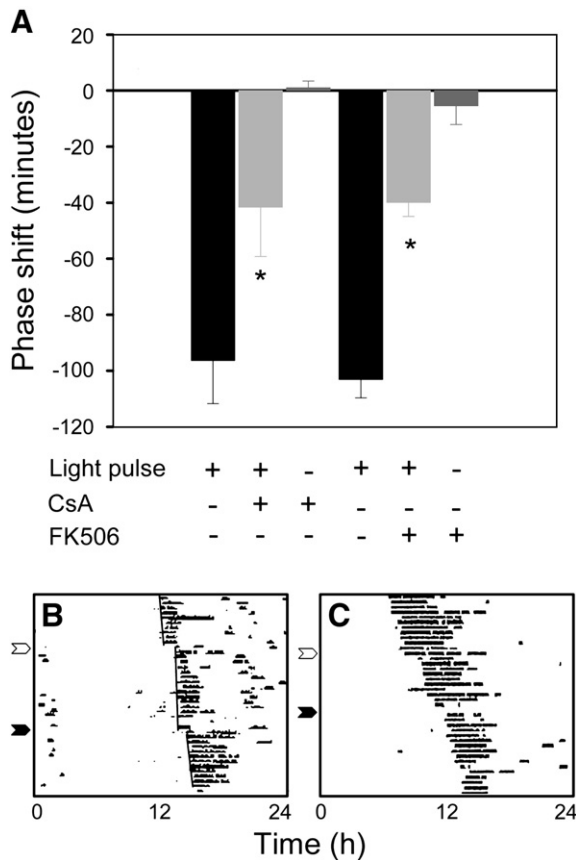 A
20
0
-20
-40
-60
-80
-100
-120
Phase shift (minutes)
*
*
Light pulse + + - + + -
CsA - + + - - -
FK506 - - - - + +
B
C
0 12 24 0 12 24
Time (h)